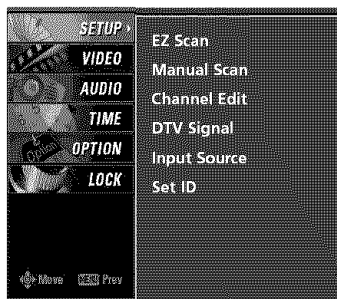 SETUP
VIDEO
AUDIO
TIME
OPTION
LOCK
EZ Scan
Manual Scan
Channel Edit
DTV Signal
Input Source
Set ID
Option
Move MENU Prev